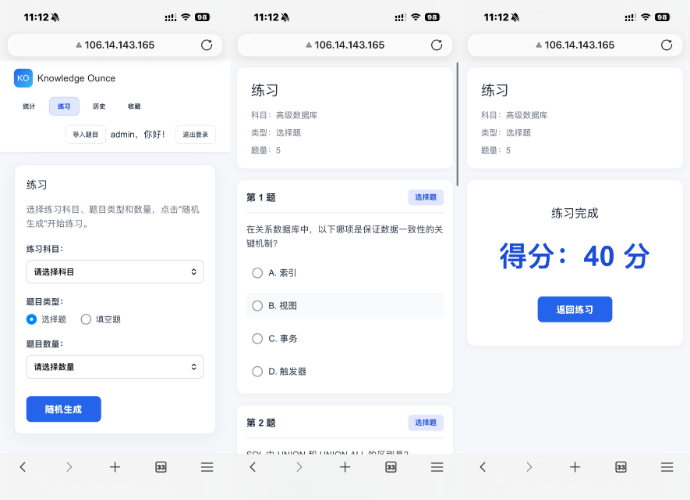 11:12
98
106.14.143.165
KO Knowledge Ounce
统计 练习 历史 收藏
导入题目 admin，你好！ 退出登录
练习
选择练习科目、题目类型和数量，点击"随机
生成"开始练习。
练习科目：
请选择科目
题目类型：
选择题 填空题
题目数量：
请选择数量
随机生成
33
11:12
98
106.14.143.165
练习
科目：高级数据库
类型：选择题
题量：5
第 1 题 选择题
在关系数据库中，以下哪项是保证数据一致性的关
键机制？
A. 索引
B. 视图
C. 事务
D. 触发器
第 2 题 选择题
SQL 中 UNION 和 UNION ALL 的区别是？
33
11:12
98
106.14.143.165
练习
科目：高级数据库
类型：选择题
题量：5
练习完成
得分：40 分
返回练习
33